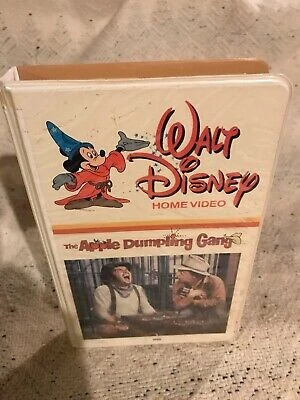 WALT
DISNEY
HOME VIDEO
The Apple Dumpling Gang